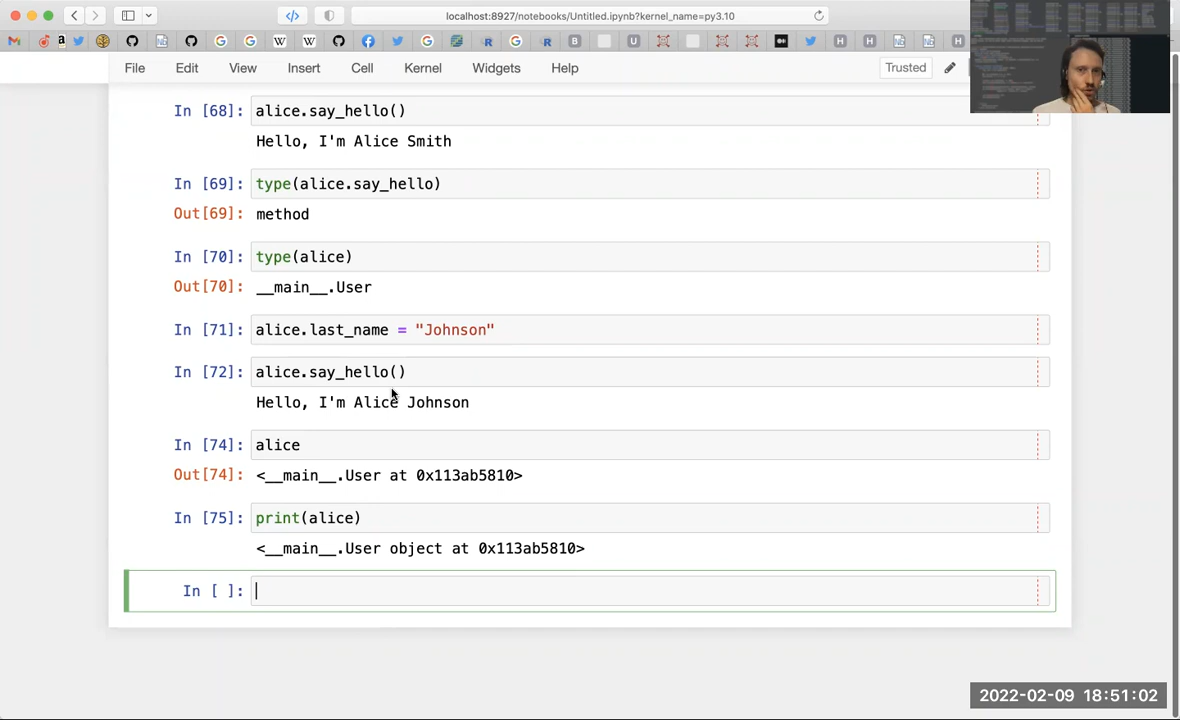 localhost:8927/notebooks/Untitled.ipynb?kernel_name=py3.10
File Edit View Insert Cell Kernel Widgets Help
Trusted
In [68]: alice.say_hello()
Hello, I'm Alice Smith
In [69]: type(alice.say_hello)
Out[69]: method
In [70]: type(alice)
Out[70]: __main__.User
In [71]: alice.last_name = "Johnson"
In [72]: alice.say_hello()
Hello, I'm Alice Johnson
In [74]: alice
Out[74]: <__main__.User at 0x113ab5810>
In [75]: print(alice)
<__main__.User object at 0x113ab5810>
In [ ]:
2022-02-09 18:51:02